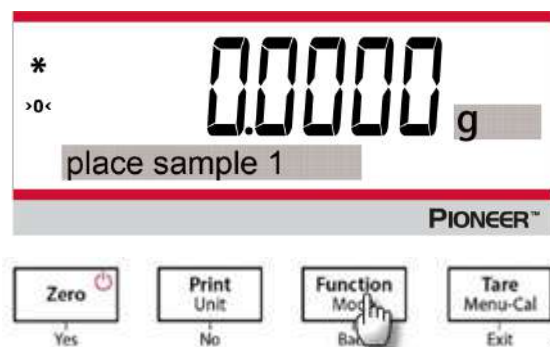 *
0.0000 g
>0<
place sample 1
PIONEER™
Zero Print Function Tare
Unit Menu-Cal
Yes No Exit